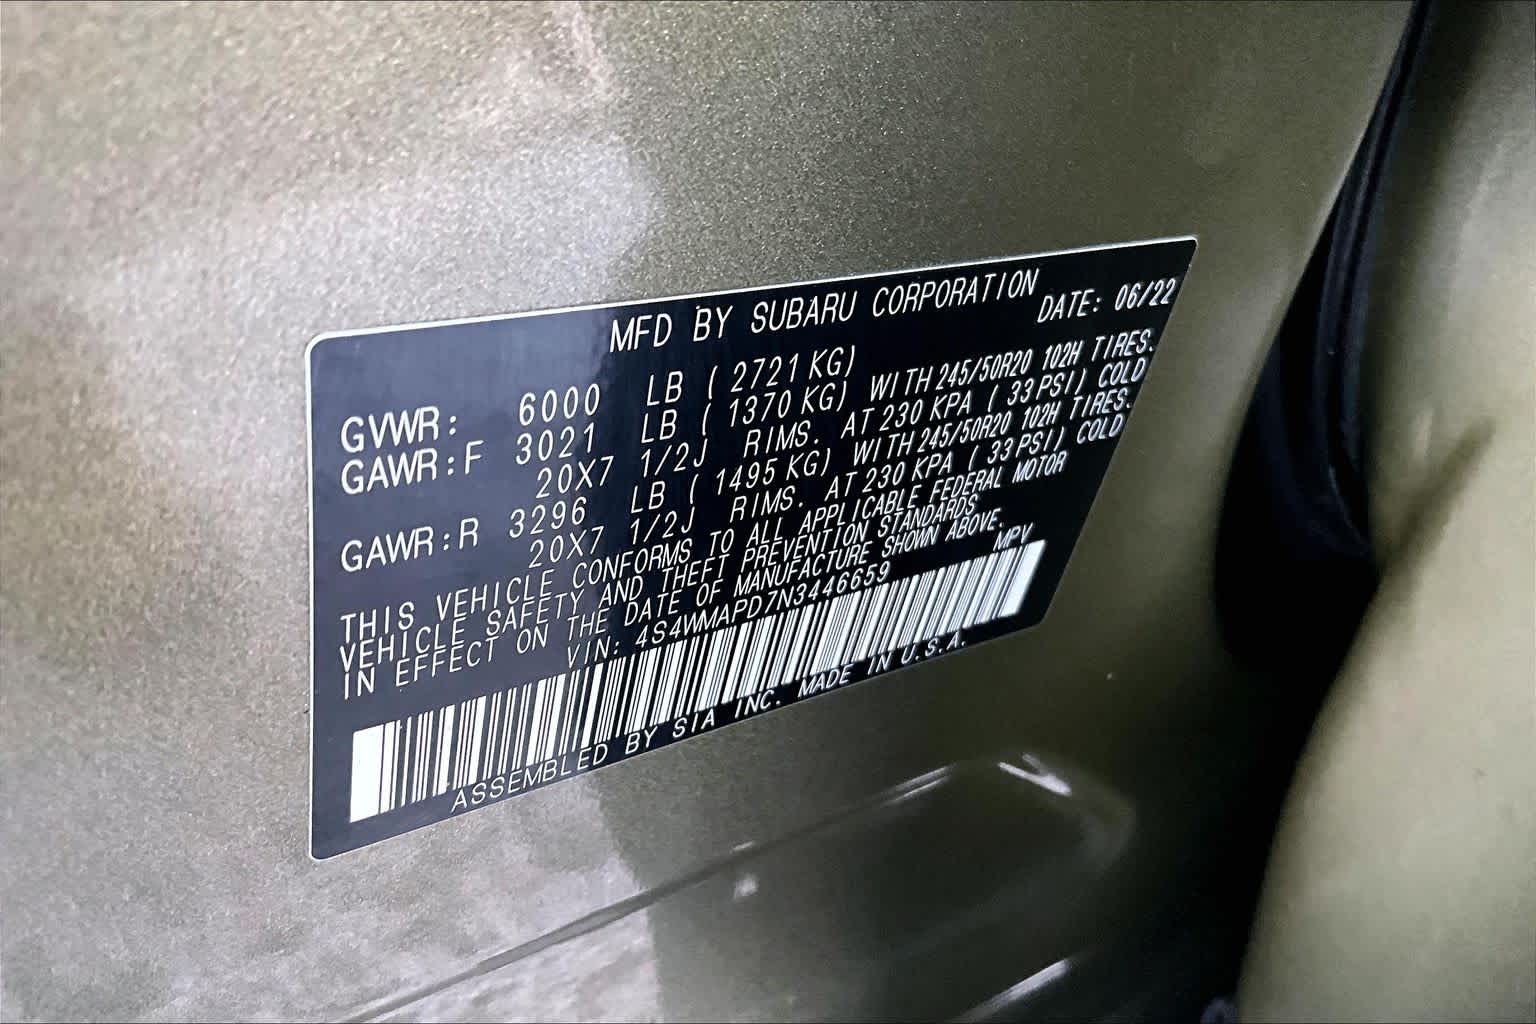 MFD BY SUBARU CORPORATION
DATE: 06/22
GVWR: 6000 LB (2721 KG)
GAWR:F 3021 LB (1370 KG) WITH 245/50R20 102H TIRES.
20X7 1/2J RIMS. AT 230 KPA (33 PSI) COLD
GAWR:R 3296 LB (1495 KG) WITH 245/50R20 102H TIRES.
20X7 1/2J RIMS. AT 230 KPA (33 PSI) COLD
THIS VEHICLE CONFORMS TO ALL APPLICABLE FEDERAL MOTOR
VEHICLE SAFETY AND THEFT PREVENTION STANDARDS
IN EFFECT ON THE DATE OF MANUFACTURE SHOWN ABOVE.
VIN: 4S4WMAPD7N3446659 MPV
ASSEMBLED BY SIA INC. MADE IN U.S.A.